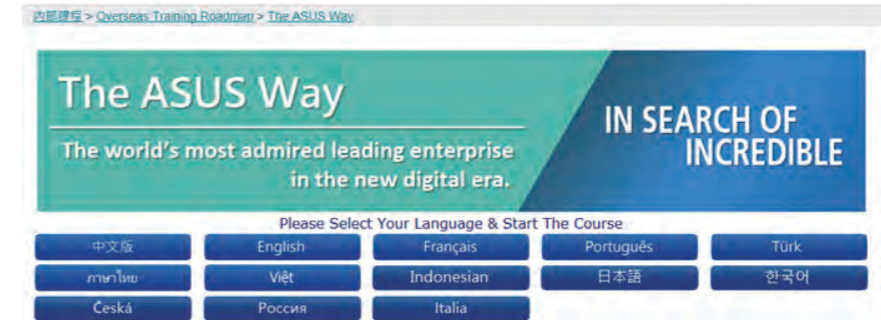 內部課程 > Overseas Training Roadmap > The ASUS Way
The ASUS Way
The world's most admired leading enterprise
in the new digital era.
IN SEARCH OF
INCREDIBLE
Please Select Your Language & Start The Course
中文版 English Français Português Türk
ภาษาไทย Việt Indonesian 日本語 한국어
Česká Россия Italia